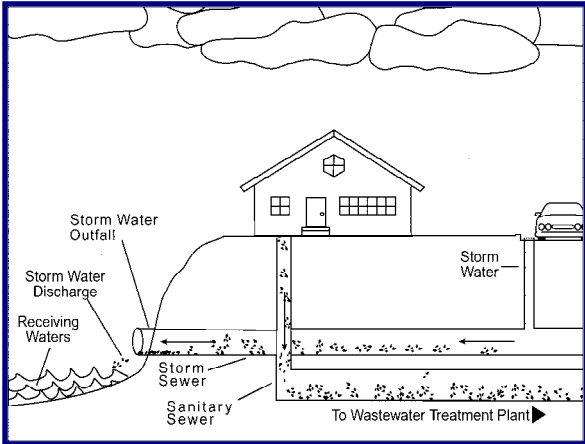 Storm Water
Outfall
Storm Water
Discharge
Receiving
Waters
Storm
Water
Storm
Sewer
Sanitary
Sewer
To Wastewater Treatment Plant